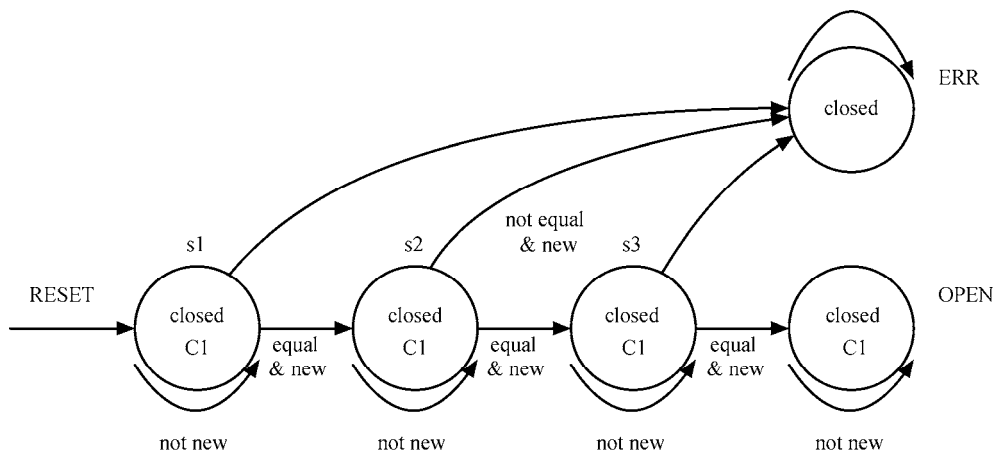 ERR
closed
not equal
& new
s1
s2
s3
RESET
OPEN
closed
C1
equal
& new
closed
C1
equal
& new
closed
C1
equal
& new
closed
C1
not new
not new
not new
not new